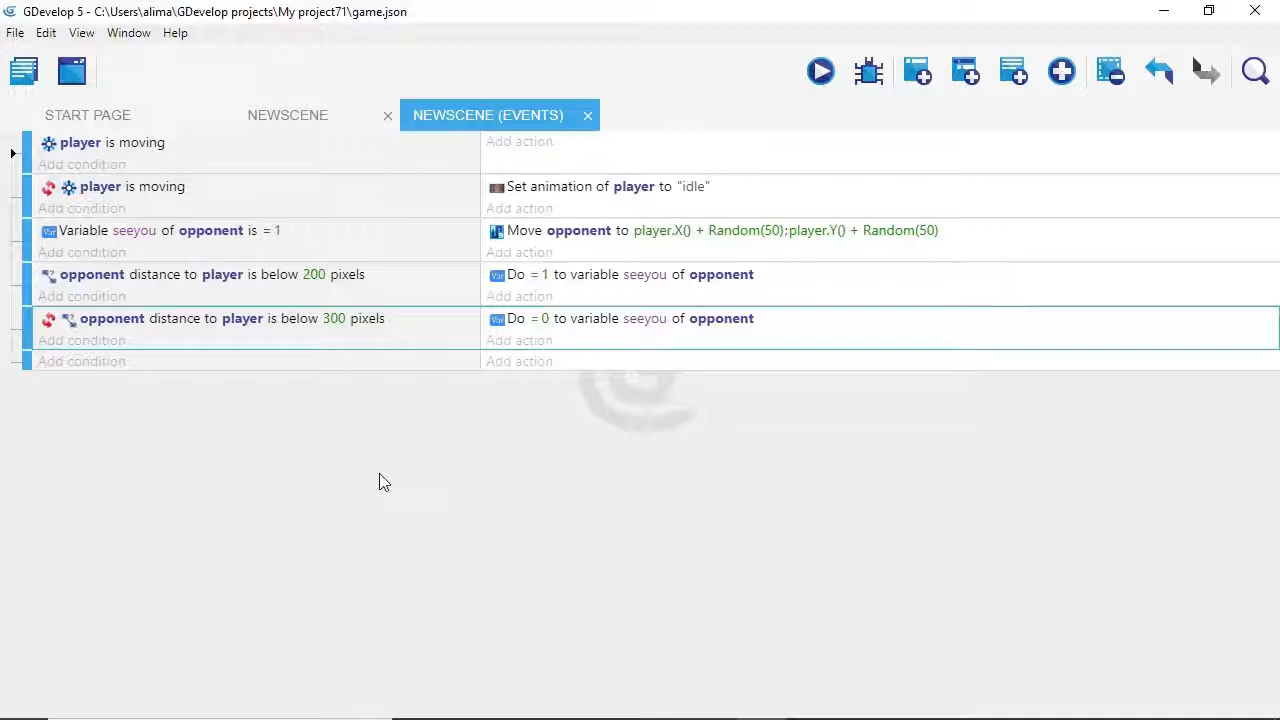 GDevelop 5 - C:\Users\alima\GDevelop projects\My project71\game.json
File Edit View Window Help
START PAGE NEWSCENE NEWSCENE (EVENTS)
player is moving Add action
Add condition
player is moving Set animation of player to "idle"
Add condition Add action
Variable seeyou of opponent is = 1 Move opponent to player.X() + Random(50);player.Y() + Random(50)
Add condition Add action
opponent distance to player is below 200 pixels Do = 1 to variable seeyou of opponent
Add condition Add action
opponent distance to player is below 300 pixels Do = 0 to variable seeyou of opponent
Add condition Add action
Add condition Add action